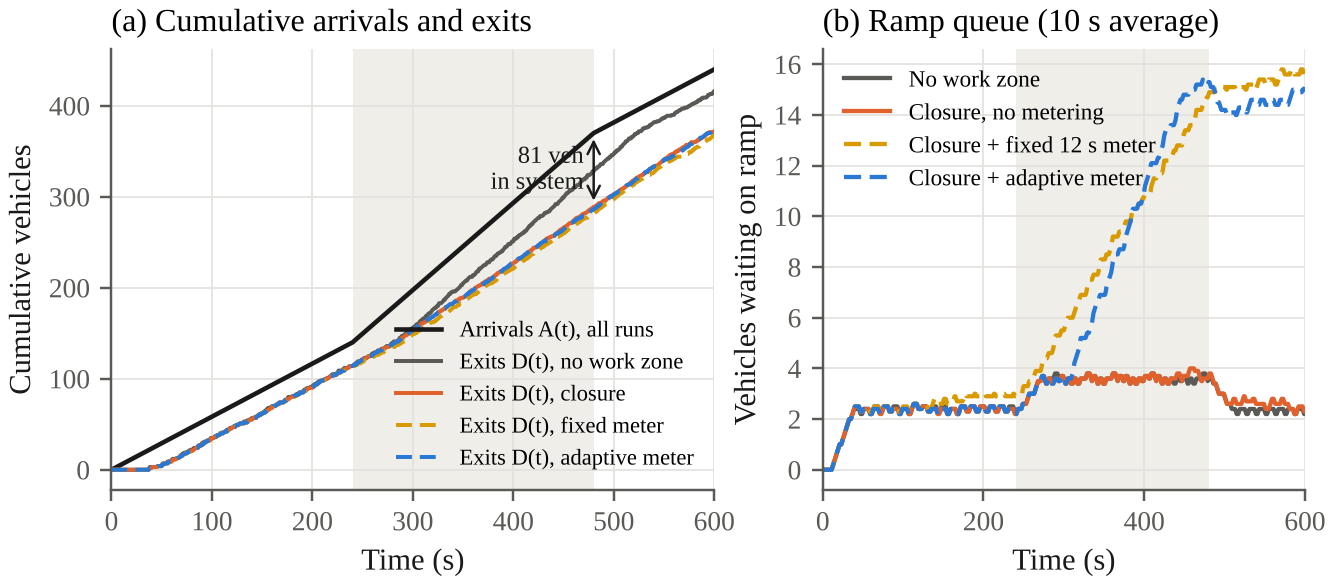 (a) Cumulative arrivals and exits
Cumulative vehicles
400
300
200
100
0
81 veh
in system
Arrivals A(t), all runs
Exits D(t), no work zone
Exits D(t), closure
Exits D(t), fixed meter
Exits D(t), adaptive meter
0 100 200 300 400 500 600
Time (s)
(b) Ramp queue (10 s average)
Vehicles waiting on ramp
16
14
12
10
8
6
4
2
0
No work zone
Closure, no metering
Closure + fixed 12 s meter
Closure + adaptive meter
0 200 400 600
Time (s)